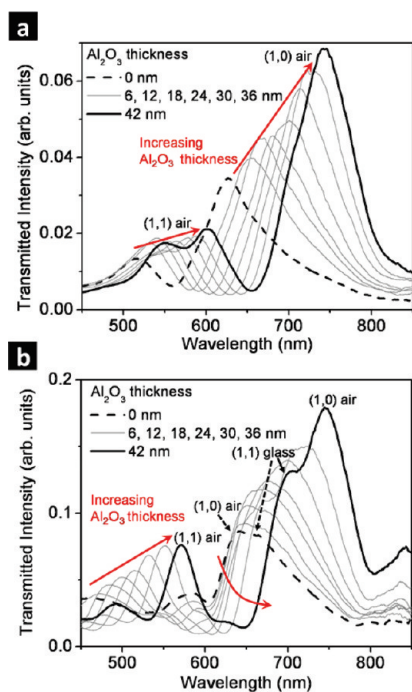 a
Al₂O₃ thickness
0 nm
6, 12, 18, 24, 30, 36 nm
42 nm
(1,0) air
Increasing
Al₂O₃ thickness
(1,1) air
0.06
0.04
0.02
0.00
Transmitted Intensity (arb. units)
500 600 700 800
Wavelength (nm)
b
Al₂O₃ thickness
0 nm
6, 12, 18, 24, 30, 36 nm
42 nm
(1,0) air
(1,1) glass
(1,0) air
Increasing
Al₂O₃ thickness
(1,1) air
0.2
0.1
0.0
Transmitted Intensity (arb. units)
500 600 700 800
Wavelength (nm)